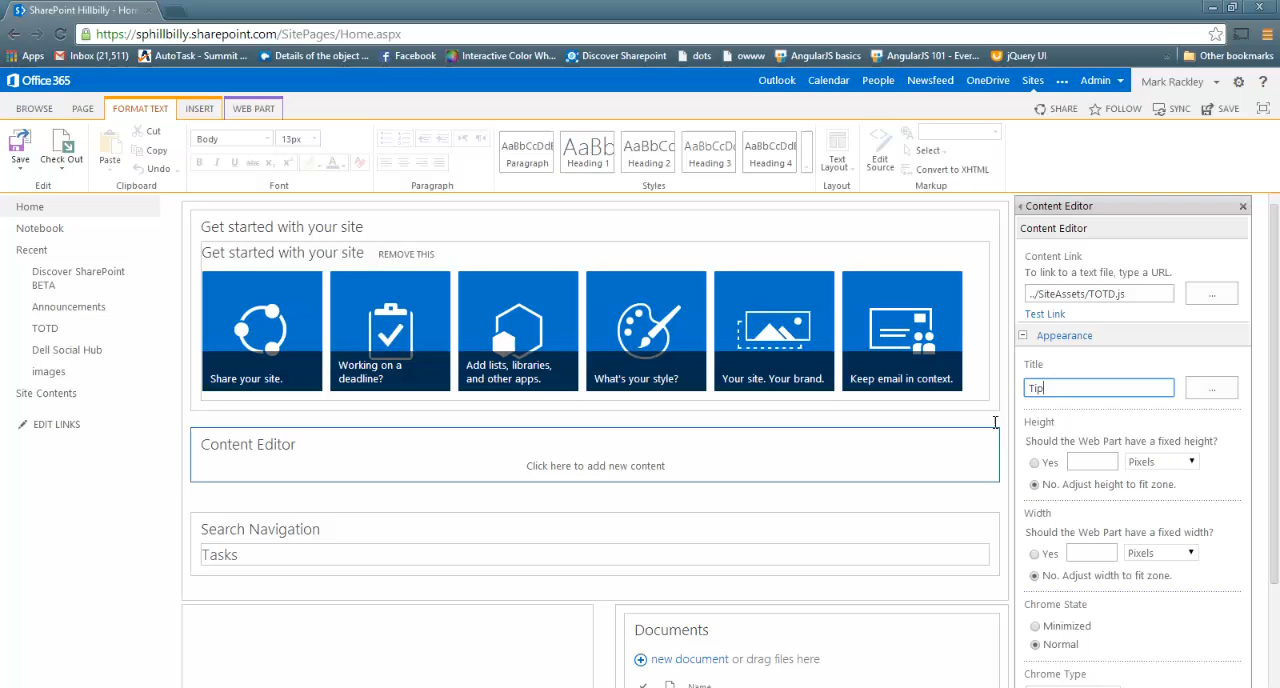 SharePoint Hillbilly - Hom
https://sphillbilly.sharepoint.com/SitePages/Home.aspx
Apps
Inbox (21,511)
AutoTask - Summit ...
Details of the object ...
Facebook
Interactive Color Wh...
Discover Sharepoint
dots
owww
AngularJS basics
AngularJS 101 - Ever...
jQuery UI
Other bookmarks
Office 365
Outlook
Calendar
People
Newsfeed
OneDrive
Sites
...
Admin
Mark Rackley
?
BROWSE
PAGE
FORMAT TEXT
INSERT
WEB PART
SHARE
FOLLOW
SYNC
SAVE
Save
Check Out
Edit
Paste
Cut
Copy
Undo
Clipboard
Body
13px
B I U abc x₂ x²
A
Font
Paragraph
AaBbCcDdI
Paragraph
AaBb
Heading 1
AaBbCc
Heading 2
AaBbCcDd
Heading 3
AaBbCcD
Heading 4
Styles
Text
Layout
Layout
Edit
Source
Select
Convert to XHTML
Markup
Home
Notebook
Recent
Discover SharePoint
BETA
Announcements
TOTD
Dell Social Hub
images
Site Contents
EDIT LINKS
Get started with your site
Get started with your site REMOVE THIS
Share your site.
Working on a
deadline?
Add lists, libraries,
and other apps.
What's your style?
Your site. Your brand.
Keep email in context.
Content Editor
Click here to add new content
Search Navigation
Tasks
Documents
new document or drag files here
Name
Content Editor
Content Editor
Content Link
To link to a text file, type a URL.
../SiteAssets/TOTD.js
...
Test Link
Appearance
Title
Tip
...
Height
Should the Web Part have a fixed height?
Yes
Pixels
No. Adjust height to fit zone.
Width
Should the Web Part have a fixed width?
Yes
Pixels
No. Adjust width to fit zone.
Chrome State
Minimized
Normal
Chrome Type